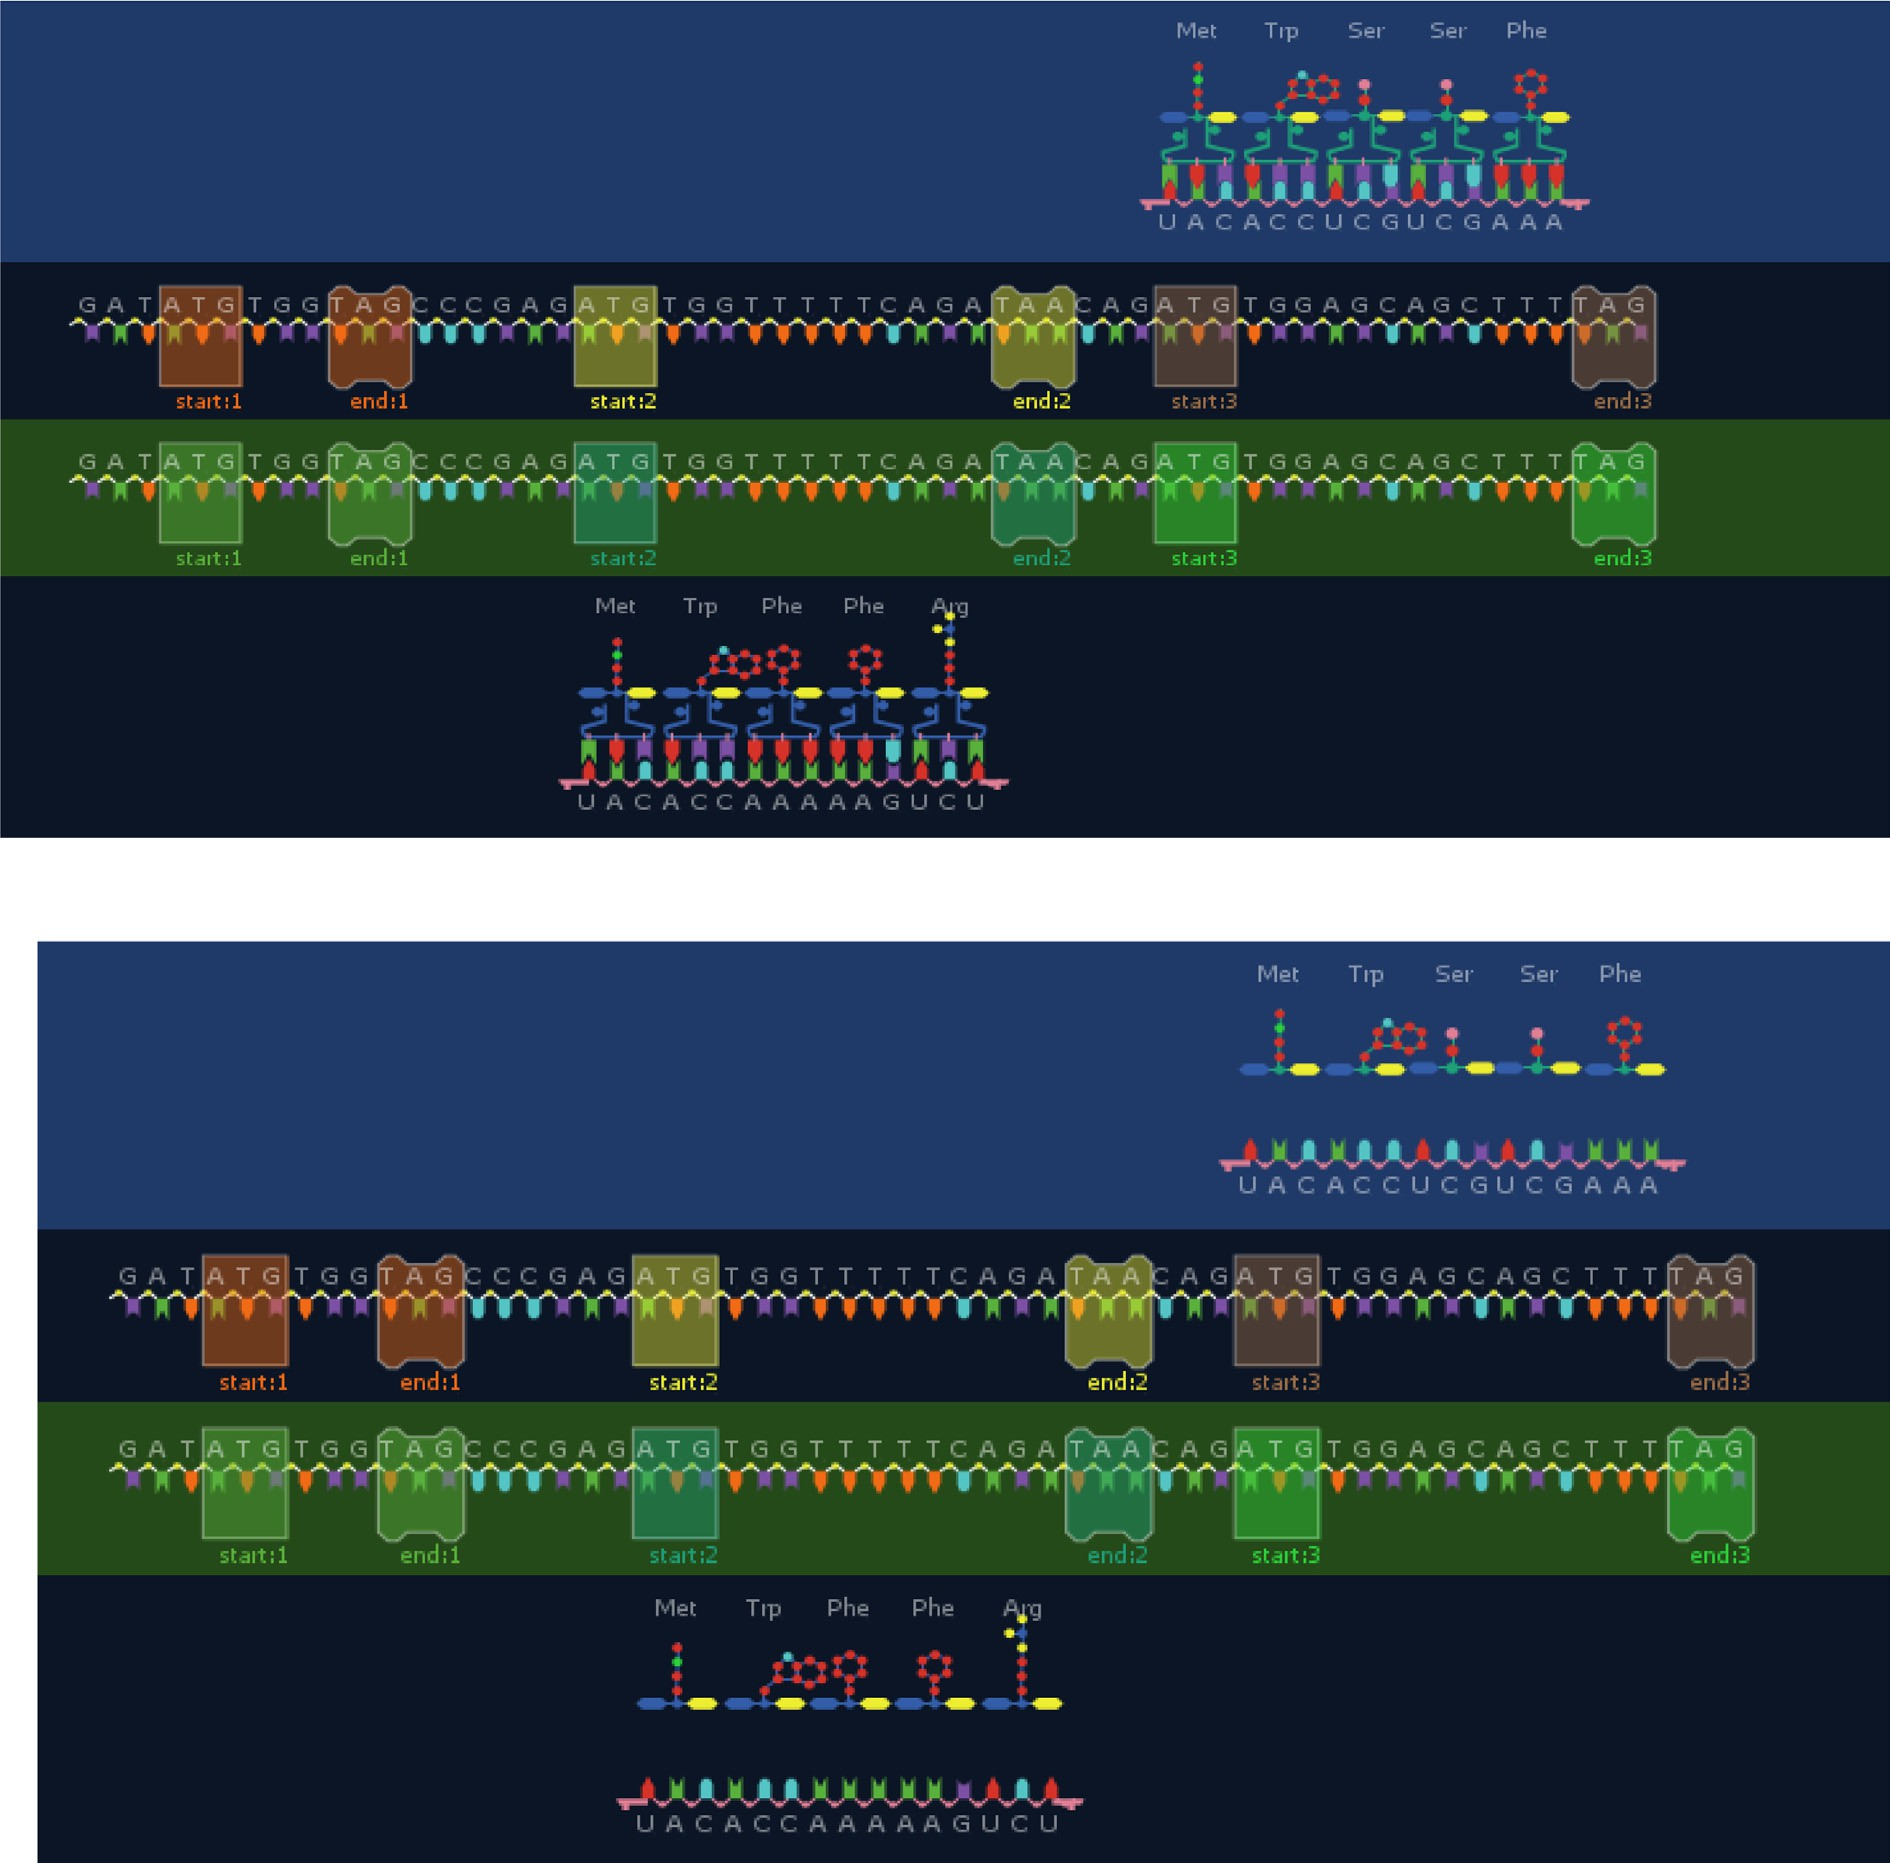 Met Trp Ser Ser Phe
UACACCUCGUCGAAA
GATATGTGGTAGCCCGAGATGTGGTTTTTCAGATAACAGATGTGGAGCAGCTTTTAG
start:1 end:1 start:2 end:2 start:3 end:3
GATATGTGGTAGCCCGAGATGTGGTTTTTCAGATAACAGATGTGGAGCAGCTTTTAG
start:1 end:1 start:2 end:2 start:3 end:3
Met Trp Phe Phe Arg
UACACCAAAAAGUCU
Met Trp Ser Ser Phe
UACACCUCGUCGAAA
GATATGTGGTAGCCCGAGATGTGGTTTTTCAGATAACAGATGTGGAGCAGCTTTTAG
start:1 end:1 start:2 end:2 start:3 end:3
GATATGTGGTAGCCCGAGATGTGGTTTTTCAGATAACAGATGTGGAGCAGCTTTTAG
start:1 end:1 start:2 end:2 start:3 end:3
Met Trp Phe Phe Arg
UACACCAAAAAGUCU